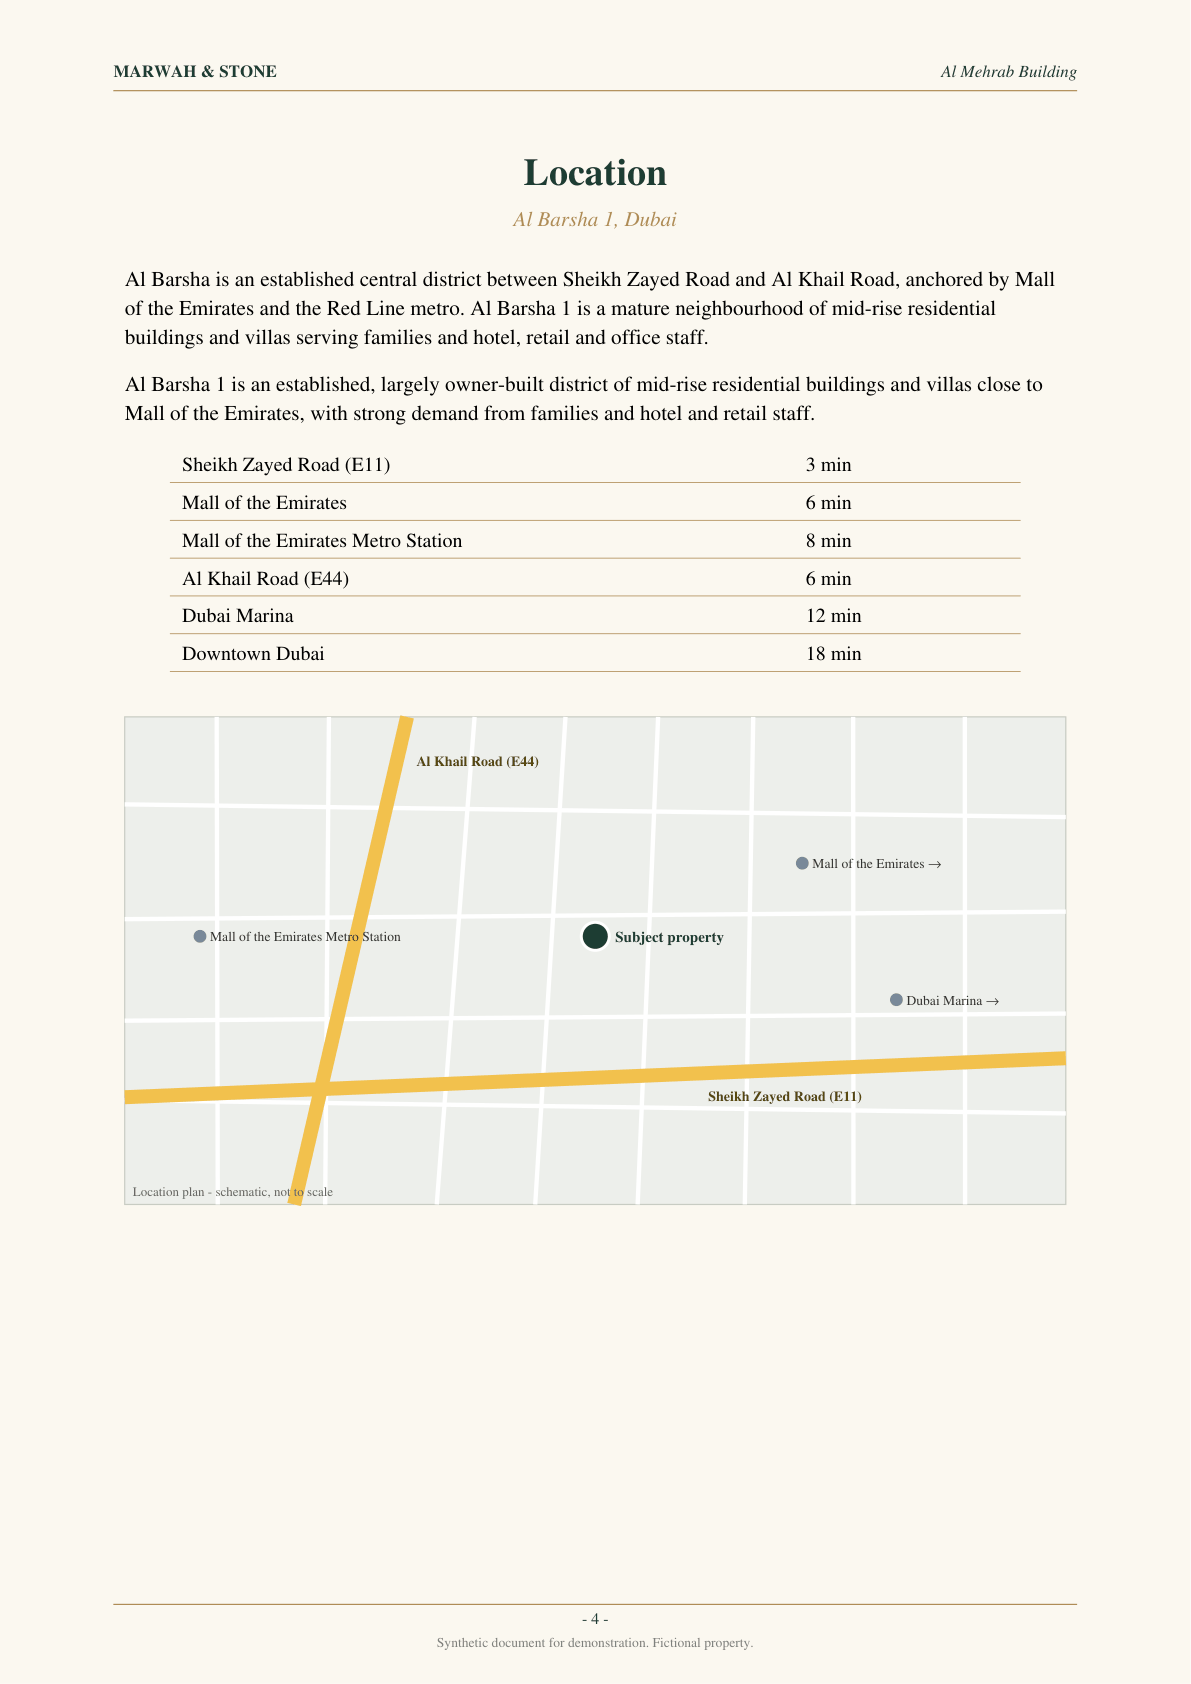 MARWAH & STONE
Al Mehrab Building
Location
Al Barsha 1, Dubai
Al Barsha is an established central district between Sheikh Zayed Road and Al Khail Road, anchored by Mall
of the Emirates and the Red Line metro. Al Barsha 1 is a mature neighbourhood of mid-rise residential
buildings and villas serving families and hotel, retail and office staff.
Al Barsha 1 is an established, largely owner-built district of mid-rise residential buildings and villas close to
Mall of the Emirates, with strong demand from families and hotel and retail staff.
Sheikh Zayed Road (E11) 3 min
Mall of the Emirates 6 min
Mall of the Emirates Metro Station 8 min
Al Khail Road (E44) 6 min
Dubai Marina 12 min
Downtown Dubai 18 min
Al Khail Road (E44)
Mall of the Emirates →
Mall of the Emirates Metro Station
Subject property
Dubai Marina →
Sheikh Zayed Road (E11)
Location plan - schematic, not to scale
- 4 -
Synthetic document for demonstration. Fictional property.